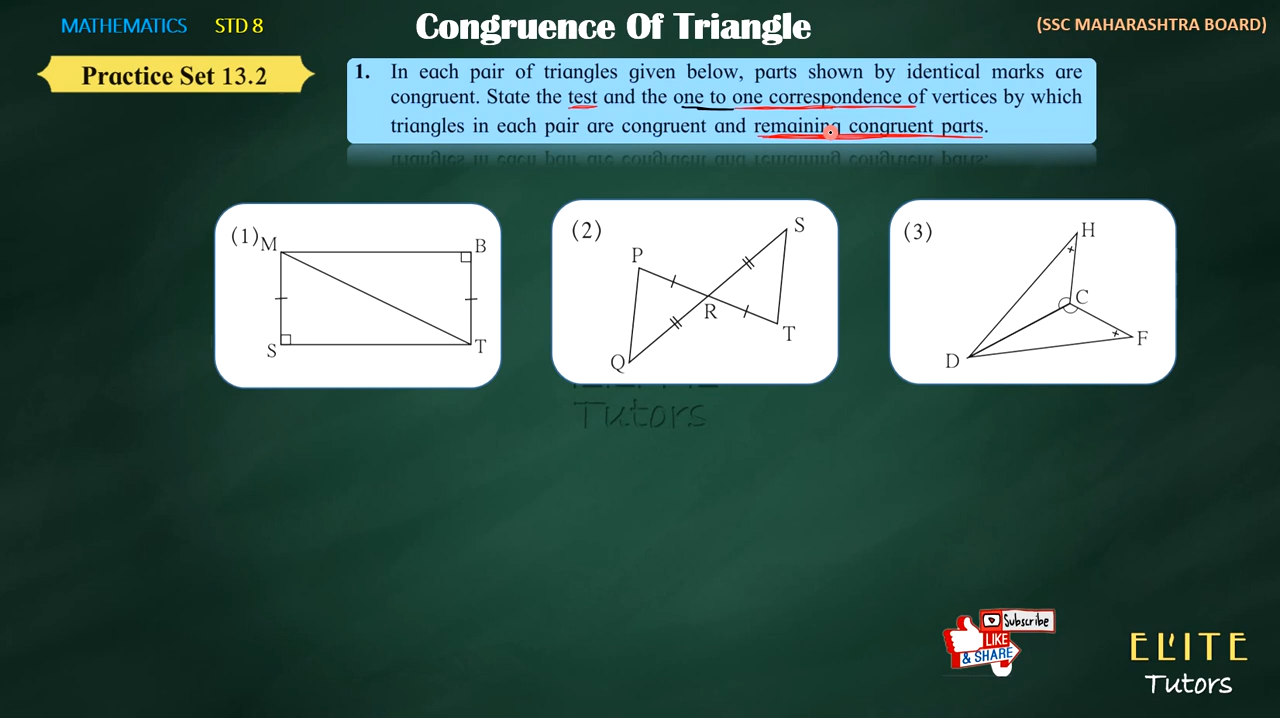 MATHEMATICS STD 8
Congruence Of Triangle
(SSC MAHARASHTRA BOARD)
Practice Set 13.2
1. In each pair of triangles given below, parts shown by identical marks are
congruent. State the test and the one to one correspondence of vertices by which
triangles in each pair are congruent and remaining congruent parts.
(1) M B
S T
(2) S
P
R
T
Q
(3) H
C
F
D
Tutors
Subscribe
LIKE
& SHARE
ELITE
Tutors